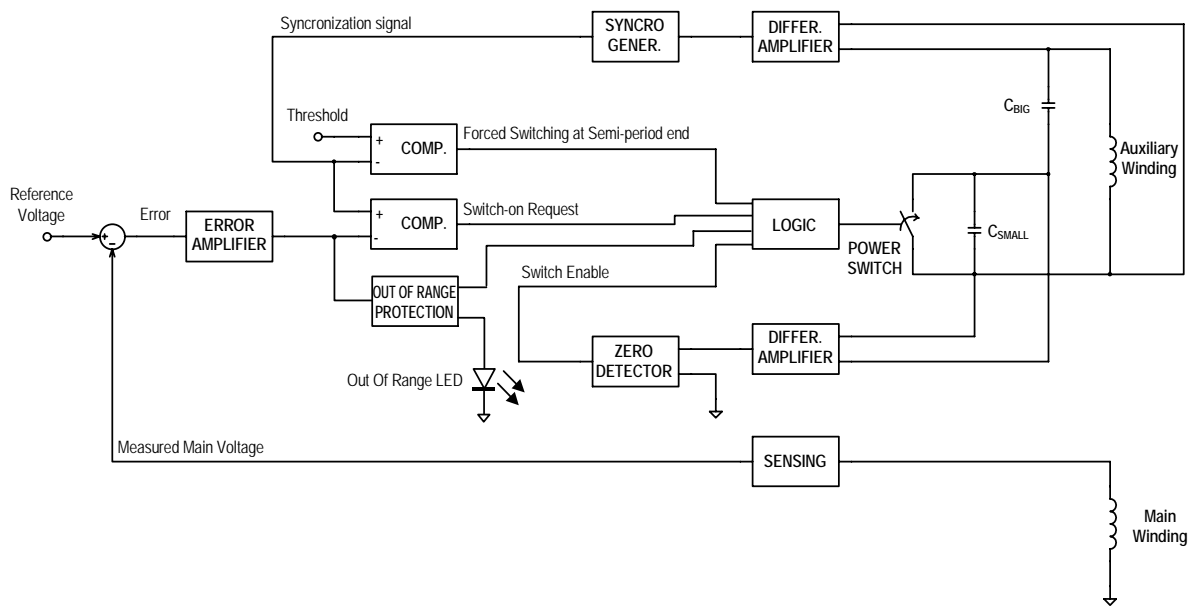 Syncronization signal
SYNCRO
GENER.
DIFFER.
AMPLIFIER
C BIG
Threshold
+
-
COMP.
Forced Switching at Semi-period end
Auxiliary
Winding
Reference
Voltage
Error
+
-
ERROR
AMPLIFIER
+
-
COMP.
Switch-on Request
LOGIC
POWER
SWITCH
C SMALL
Switch Enable
OUT OF RANGE
PROTECTION
ZERO
DETECTOR
DIFFER.
AMPLIFIER
Out Of Range LED
Measured Main Voltage
SENSING
Main
Winding